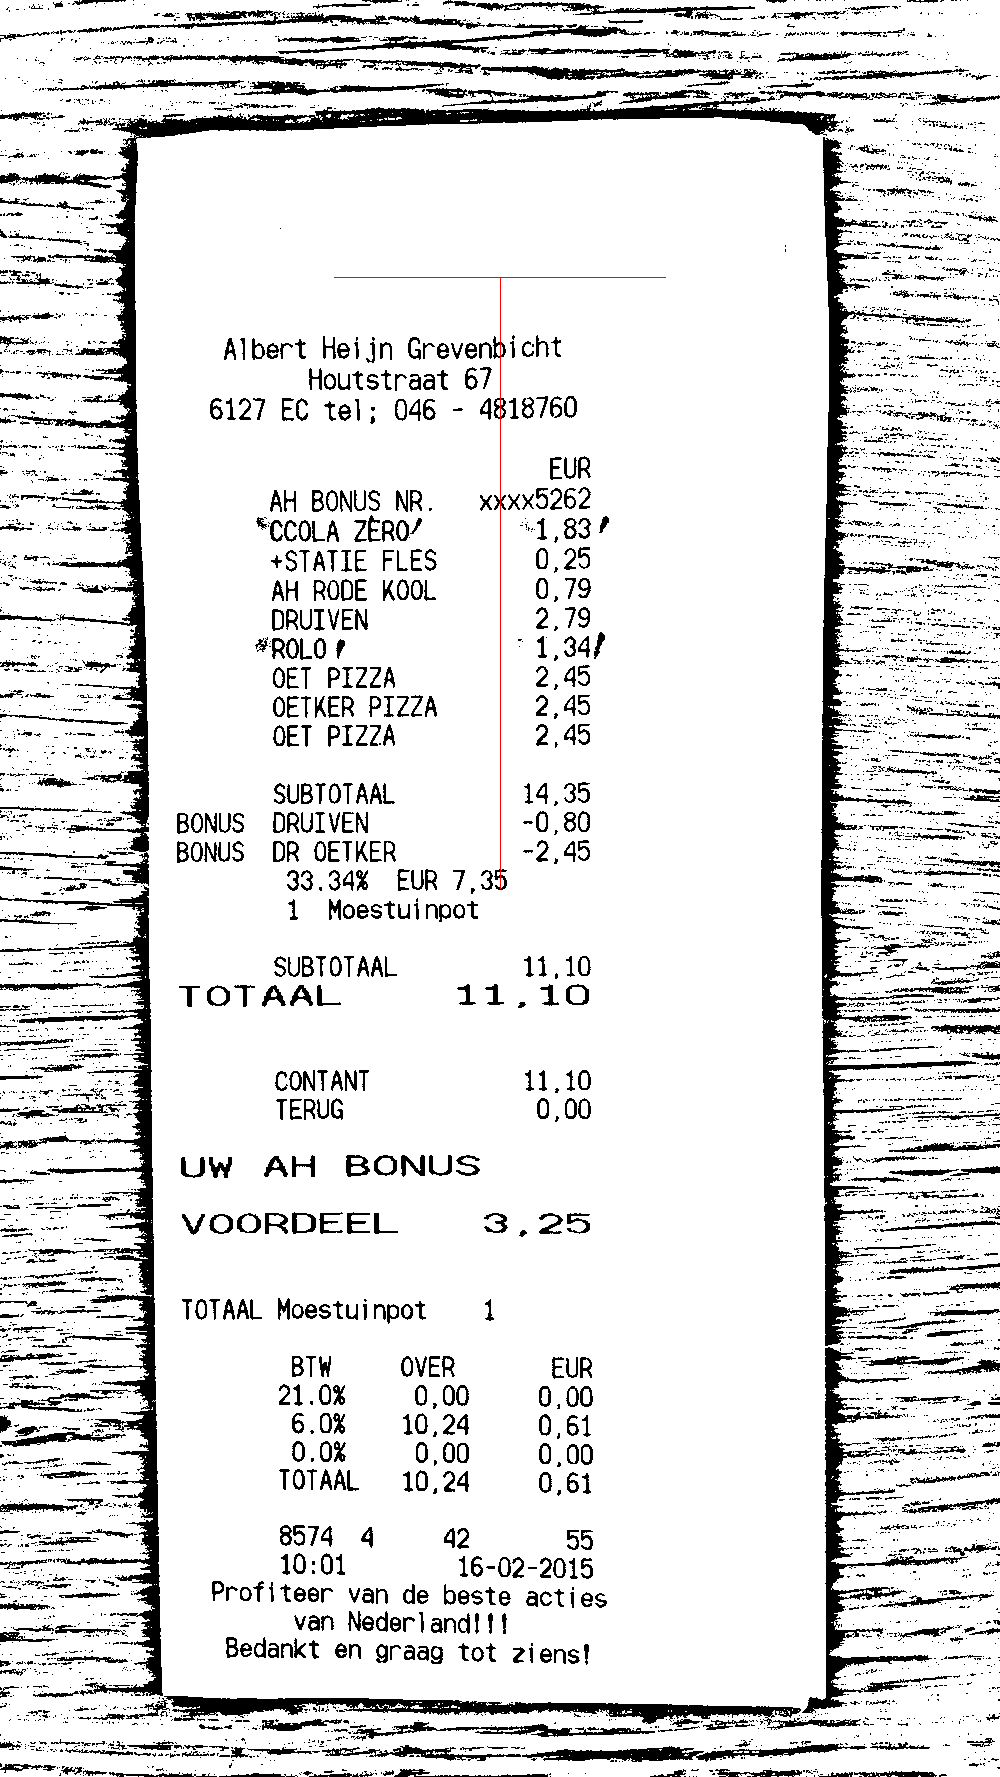 Albert Heijn Grevenbicht
Houtstraat 67
6127 EC tel; 046 - 4818760
EUR
AH BONUS NR. xxxx5262
CCOLA ZERO 1,83
+STATIE FLES 0,25
AH RODE KOOL 0,79
DRUIVEN 2,79
ROLO 1,34
OET PIZZA 2,45
OETKER PIZZA 2,45
OET PIZZA 2,45
SUBTOTAAL 14,35
BONUS DRUIVEN -0,80
BONUS DR OETKER -2,45
33.34% EUR 7,35
1 Moestuinpot
SUBTOTAAL 11,10
TOTAAL 11,10
CONTANT 11,10
TERUG 0,00
UW AH BONUS
VOORDEEL 3,25
TOTAAL Moestuinpot 1
BTW OVER EUR
21.0% 0,00 0,00
6.0% 10,24 0,61
0.0% 0,00 0,00
TOTAAL 10,24 0,61
8574 4 42 55
10:01 16-02-2015
Profiteer van de beste acties
van Nederland!!!
Bedankt en graag tot ziens!